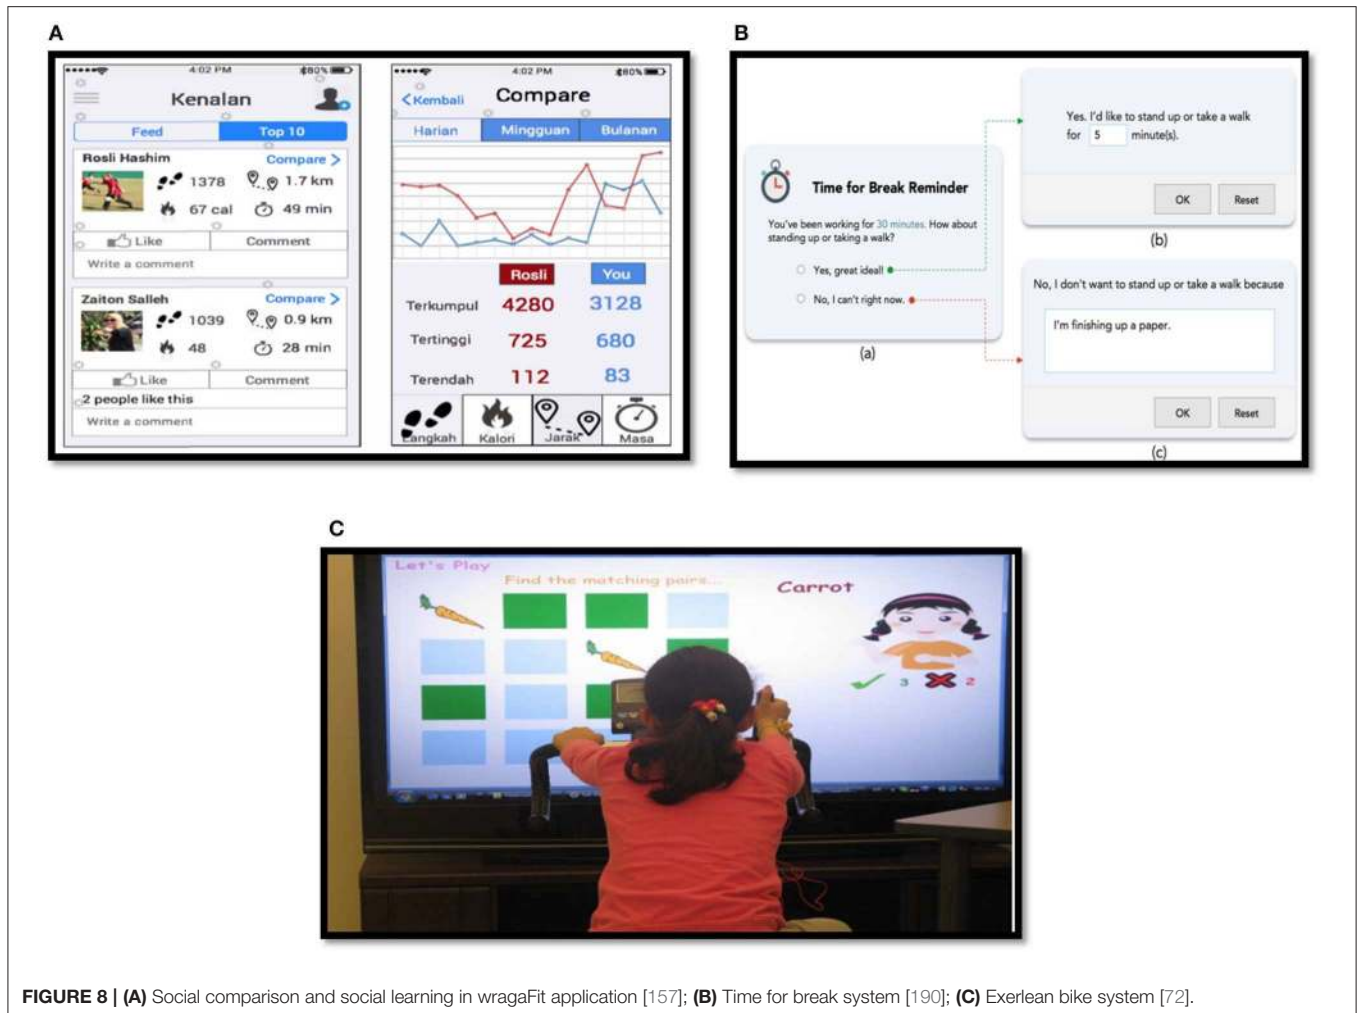 A
4:02 PM
80%
Kenalan
Feed
Top 10
Rosli Hashim
Compare >
1378
1.7 km
67 cal
49 min
Like
Comment
Write a comment
Zaiton Salleh
Compare >
1039
0.9 km
48
28 min
Like
Comment
2 people like this
Write a comment
4:02 PM
80%
< Kembali
Compare
Harian
Mingguan
Bulanan
Rosli
You
Terkumpul
4280
3128
Tertinggi
725
680
Terendah
112
83
Langkah
Kalori
Jarak
Masa
B
Time for Break Reminder
You've been working for 30 minutes. How about
standing up or taking a walk?
Yes, great idea!!
No, I can't right now.
(a)
Yes. I'd like to stand up or take a walk
for 5 minute(s).
OK
Reset
(b)
No, I don't want to stand up or take a walk because
I'm finishing up a paper.
OK
Reset
(c)
C
Let's Play
Find the matching pairs...
Carrot
3
2
FIGURE 8 | (A) Social comparison and social learning in wragaFit application [157]; (B) Time for break system [190]; (C) Exerlean bike system [72].